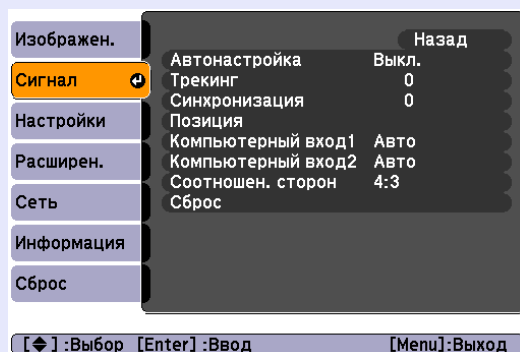 Изображен.
Сигнал
Настройки
Расширен.
Сеть
Информация
Сброс
Назад
Автонастройка Выкл.
Трекинг 0
Синхронизация 0
Позиция
Компьютерный вход1 Авто
Компьютерный вход2 Авто
Соотношен. сторон 4:3
Сброс
[◆] :Выбор [Enter] :Ввод [Menu]:Выход